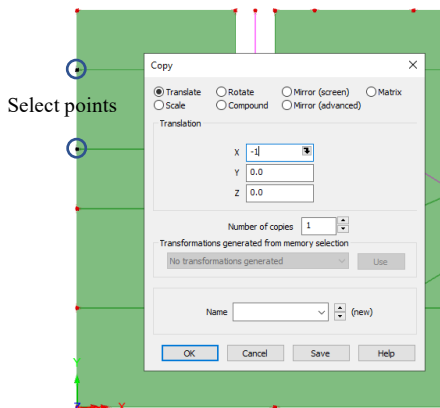 Copy
Translate Rotate Mirror (screen) Matrix
Scale Compound Mirror (advanced)
Select points
Translation
X -1
Y 0.0
Z 0.0
Number of copies 1
Transformations generated from memory selection
No transformations generated Use
Name (new)
OK Cancel Save Help
Y
Z X